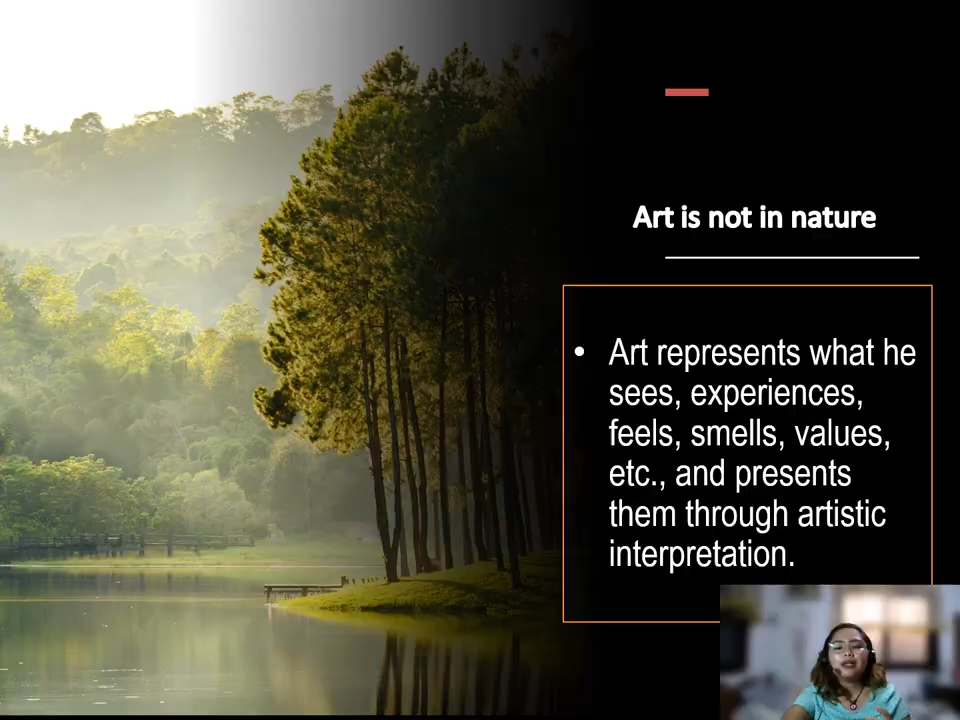 Art is not in nature
• Art represents what he
sees, experiences,
feels, smells, values,
etc., and presents
them through artistic
interpretation.